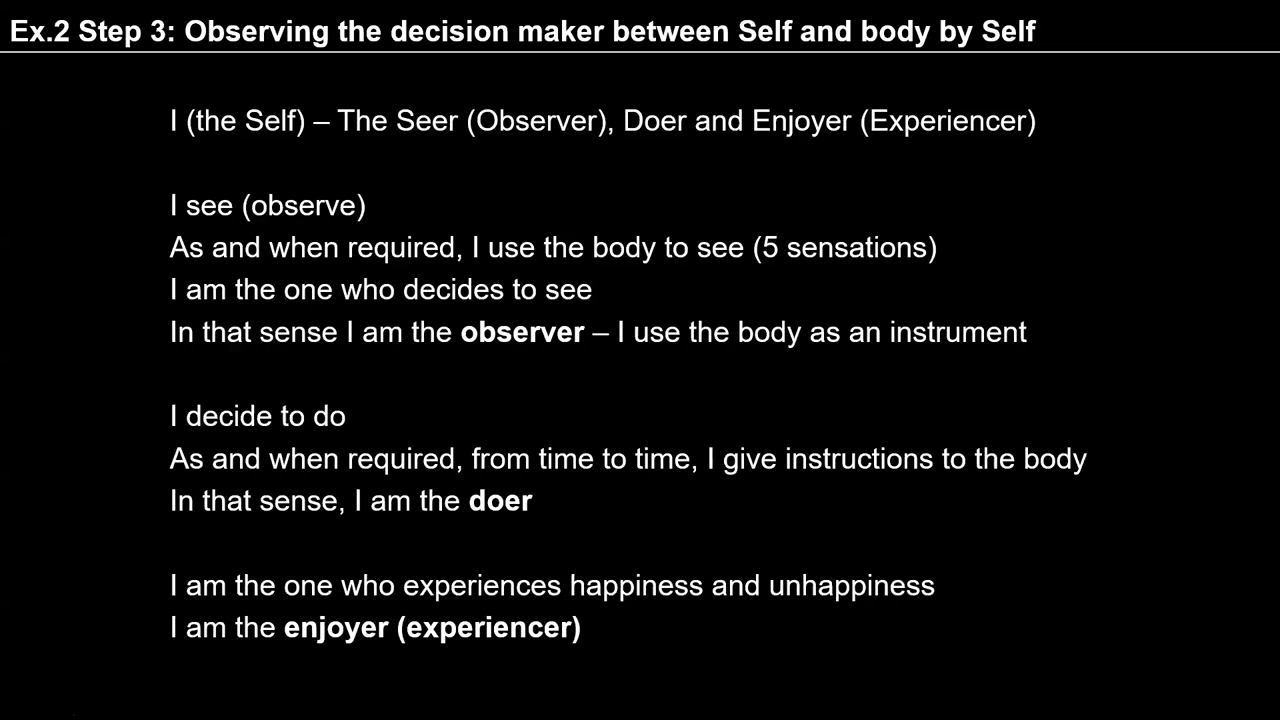 Ex.2 Step 3: Observing the decision maker between Self and body by Self
I (the Self) – The Seer (Observer), Doer and Enjoyer (Experiencer)
I see (observe)
As and when required, I use the body to see (5 sensations)
I am the one who decides to see
In that sense I am the observer – I use the body as an instrument
I decide to do
As and when required, from time to time, I give instructions to the body
In that sense, I am the doer
I am the one who experiences happiness and unhappiness
I am the enjoyer (experiencer)